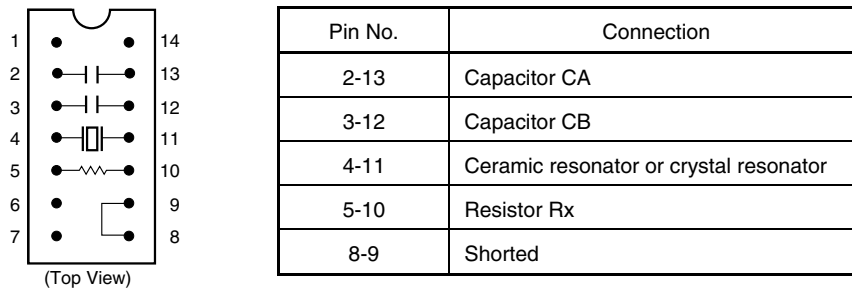 1 14
2 13
3 12
4 11
5 10
6 9
7 8
(Top View)
Pin No. Connection
2-13 Capacitor CA
3-12 Capacitor CB
4-11 Ceramic resonator or crystal resonator
5-10 Resistor Rx
8-9 Shorted